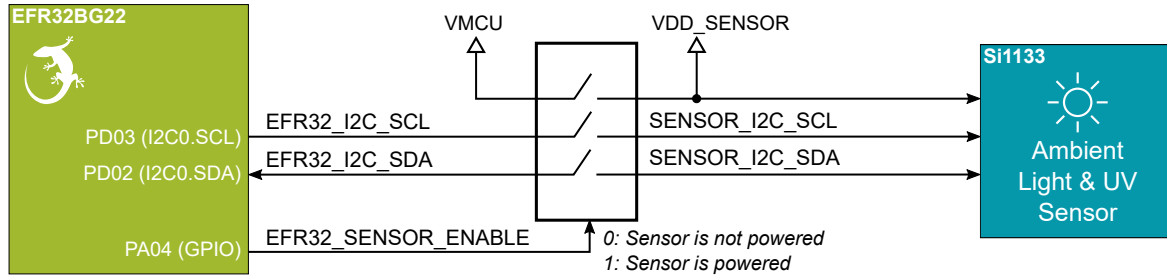 EFR32BG22
VMCU
VDD_SENSOR
Si1133
EFR32_I2C_SCL
SENSOR_I2C_SCL
PD03 (I2C0.SCL)
EFR32_I2C_SDA
SENSOR_I2C_SDA
PD02 (I2C0.SDA)
Ambient
Light & UV
Sensor
EFR32_SENSOR_ENABLE
PA04 (GPIO)
0: Sensor is not powered
1: Sensor is powered